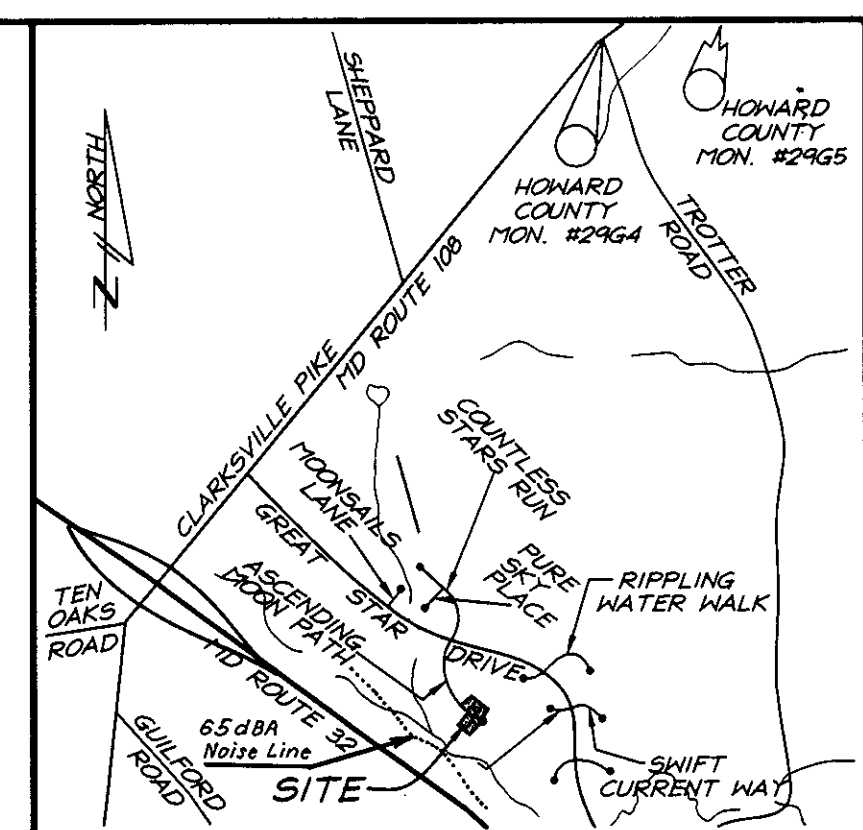 SHEPPARD
LANE
NORTH
HOWARD
COUNTY
MON. #29G5
HOWARD
COUNTY
MON. #29G4
TROTTER
ROAD
CLARKSVILLE PIKE
MD ROUTE 108
COUNTLESS
STARS RUN
MOONSAILS
LANE
GREAT STAR DRIVE
PURE
SKY
PLACE
RIPPLING
WATER WALK
ASCENDING
MOON PATH
TEN
OAKS
ROAD
MD ROUTE 32
65dBA
Noise Line
GUILFORD
ROAD
SITE
SWIFT
CURRENT WAY